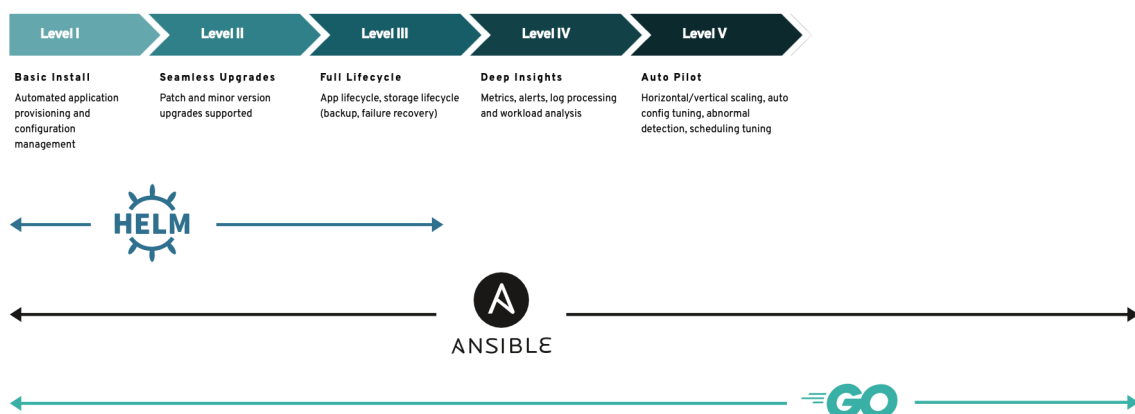 Level I
Level II
Level III
Level IV
Level V
Basic Install
Automated application
provisioning and
configuration
management
Seamless Upgrades
Patch and minor version
upgrades supported
Full Lifecycle
App lifecycle, storage lifecycle
(backup, failure recovery)
Deep Insights
Metrics, alerts, log processing
and workload analysis
Auto Pilot
Horizontal/vertical scaling, auto
config tuning, abnormal
detection, scheduling tuning
HELM
ANSIBLE
GO